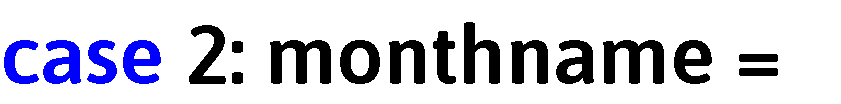 case 2: monthname =